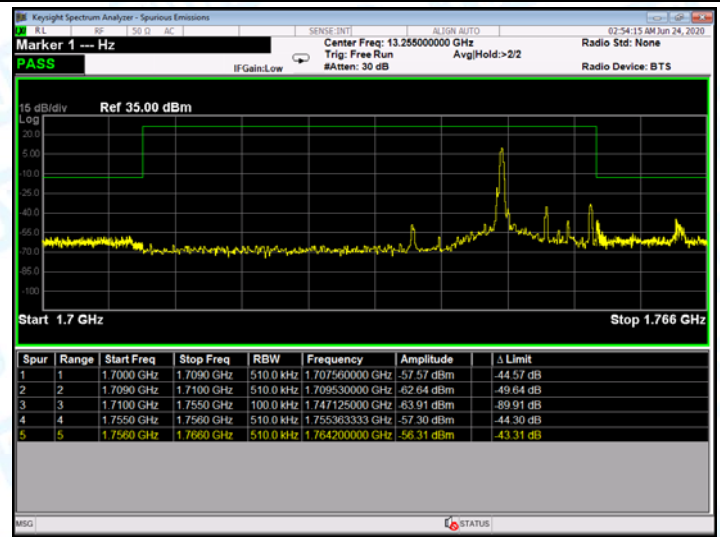 Keysight Spectrum Analyzer - Spurious Emissions
RL RF 50 Ω AC SENSE:INT ALIGN AUTO 02:54:15 AM Jun 24, 2020
Marker 1 --- Hz Center Freq: 13.255000000 GHz Radio Std: None
Trig: Free Run Avg|Hold:>2/2
PASS IFGain:Low #Atten: 30 dB Radio Device: BTS
15 dB/div Ref 35.00 dBm
Log
20.0
5.00
-10.0
-25.0
-40.0
-55.0
-70.0
-85.0
-100
Start 1.7 GHz Stop 1.766 GHz
Spur Range Start Freq Stop Freq RBW Frequency Amplitude Δ Limit
1 1 1.7000 GHz 1.7090 GHz 510.0 kHz 1.707560000 GHz -57.57 dBm -44.57 dB
2 2 1.7090 GHz 1.7100 GHz 510.0 kHz 1.709530000 GHz -62.64 dBm -49.64 dB
3 3 1.7100 GHz 1.7550 GHz 100.0 kHz 1.747125000 GHz -63.91 dBm -89.91 dB
4 4 1.7550 GHz 1.7560 GHz 510.0 kHz 1.755363333 GHz -57.30 dBm -44.30 dB
5 5 1.7560 GHz 1.7660 GHz 510.0 kHz 1.764200000 GHz -56.31 dBm -43.31 dB
MSG STATUS